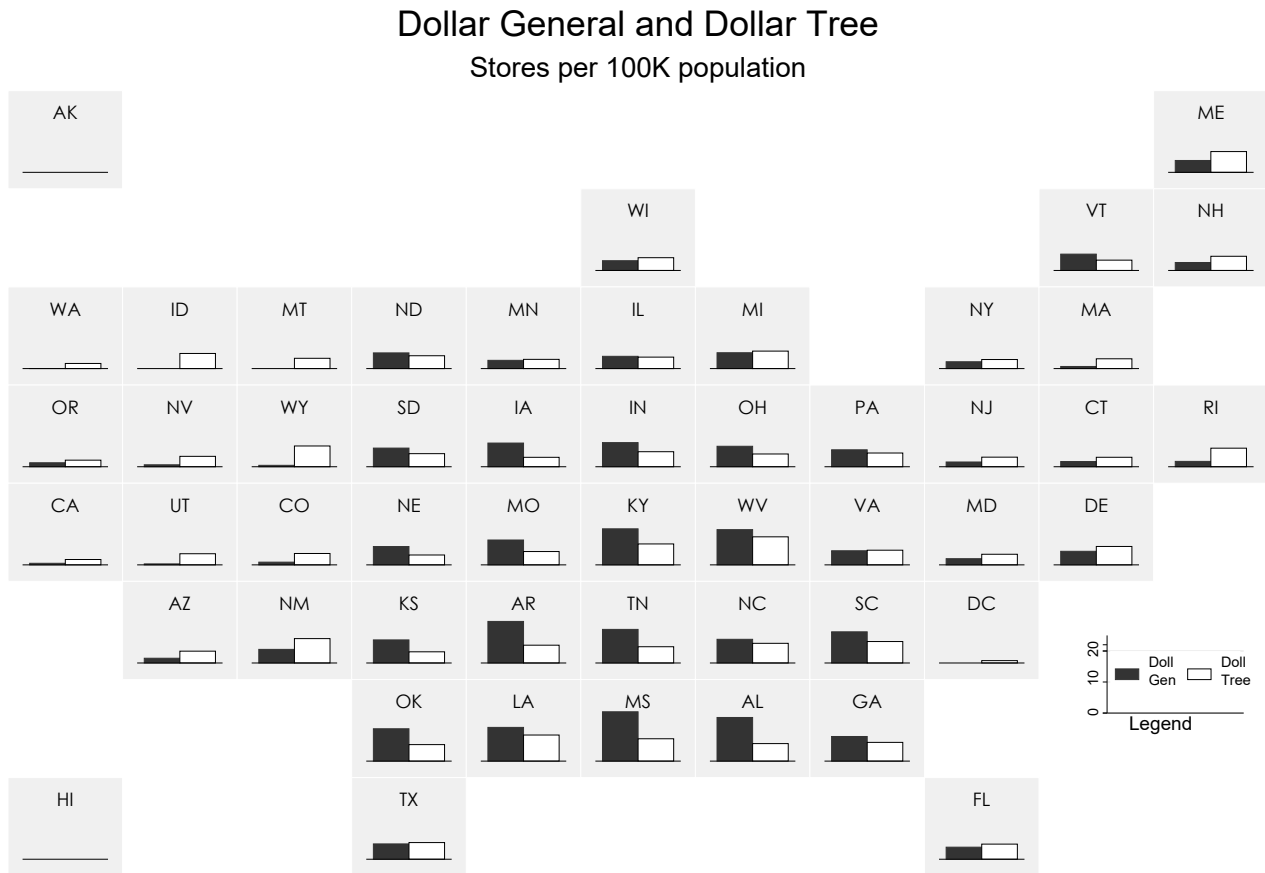 Dollar General and Dollar Tree
Stores per 100K population
AK ME
WI VT NH
WA ID MT ND MN IL MI NY MA
OR NV WY SD IA IN OH PA NJ CT RI
CA UT CO NE MO KY WV VA MD DE
AZ NM KS AR TN NC SC DC
20
10
0
Doll Gen
Doll Tree
Legend
OK LA MS AL GA
HI TX FL